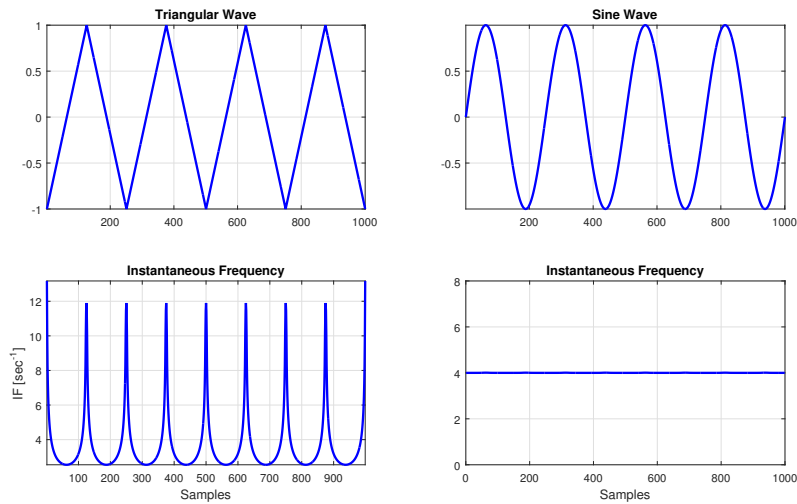 Triangular Wave
1
0.5
0
-0.5
-1
200 400 600 800 1000
Sine Wave
0.5
0
-0.5
200 400 600 800 1000
Instantaneous Frequency
12
10
8
6
4
IF [sec⁻¹]
100 200 300 400 500 600 700 800 900
Samples
Instantaneous Frequency
8
6
4
2
0
0 200 400 600 800 1000
Samples